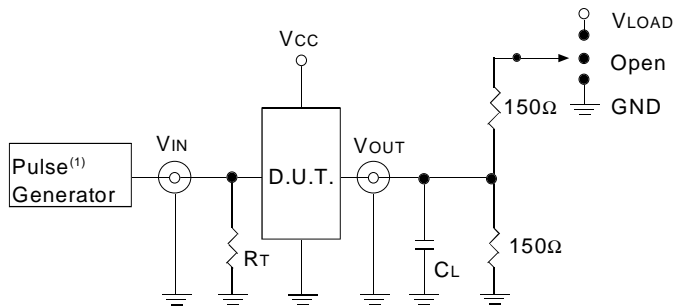 VLOAD
Open
GND
VCC
150Ω
VIN
VOUT
Pulse(1)
Generator
D.U.T.
RT
CL
150Ω